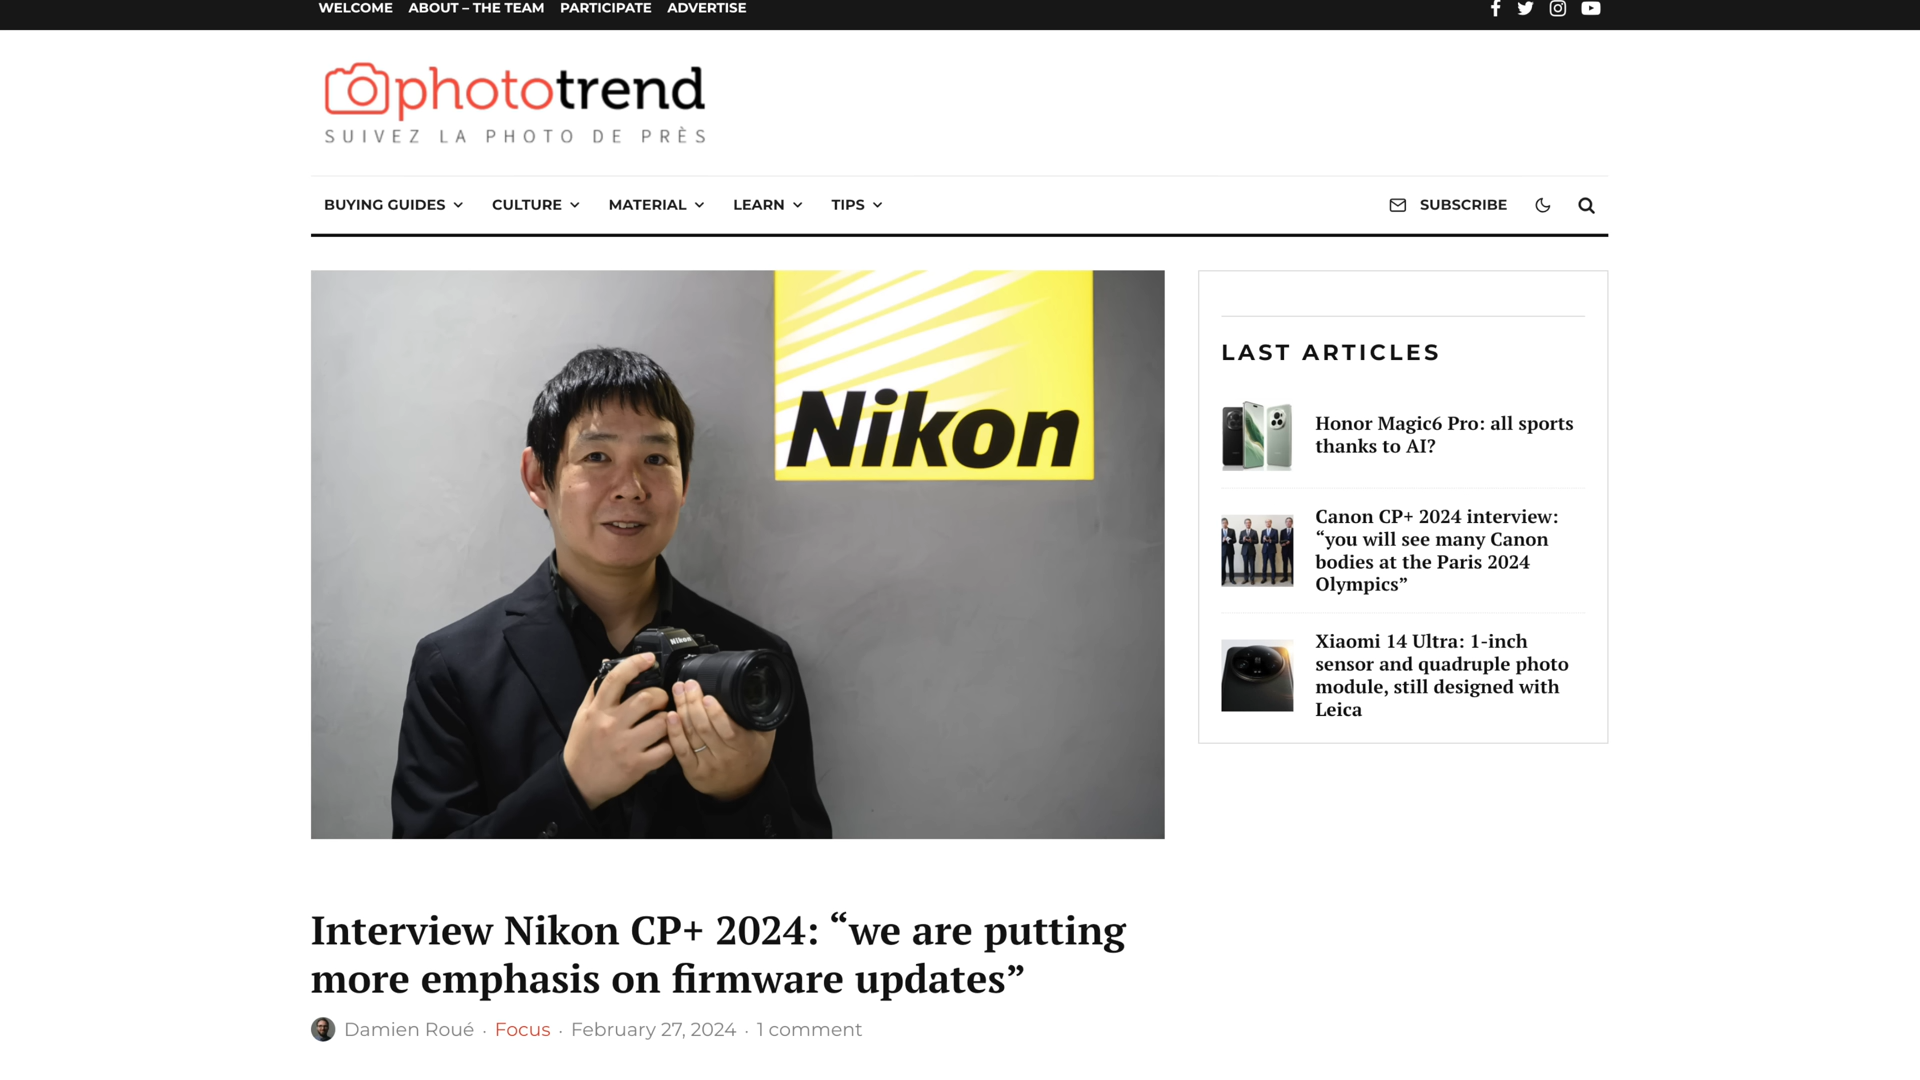 WELCOME ABOUT – THE TEAM PARTICIPATE ADVERTISE
phototrend
SUIVEZ LA PHOTO DE PRÈS
BUYING GUIDES CULTURE MATERIAL LEARN TIPS SUBSCRIBE
Nikon
Nikon
LAST ARTICLES
Honor Magic6 Pro: all sports
thanks to AI?
Canon CP+ 2024 interview:
“you will see many Canon
bodies at the Paris 2024
Olympics”
Xiaomi 14 Ultra: 1-inch
sensor and quadruple photo
module, still designed with
Leica
Interview Nikon CP+ 2024: “we are putting
more emphasis on firmware updates”
Damien Roué · Focus · February 27, 2024 · 1 comment